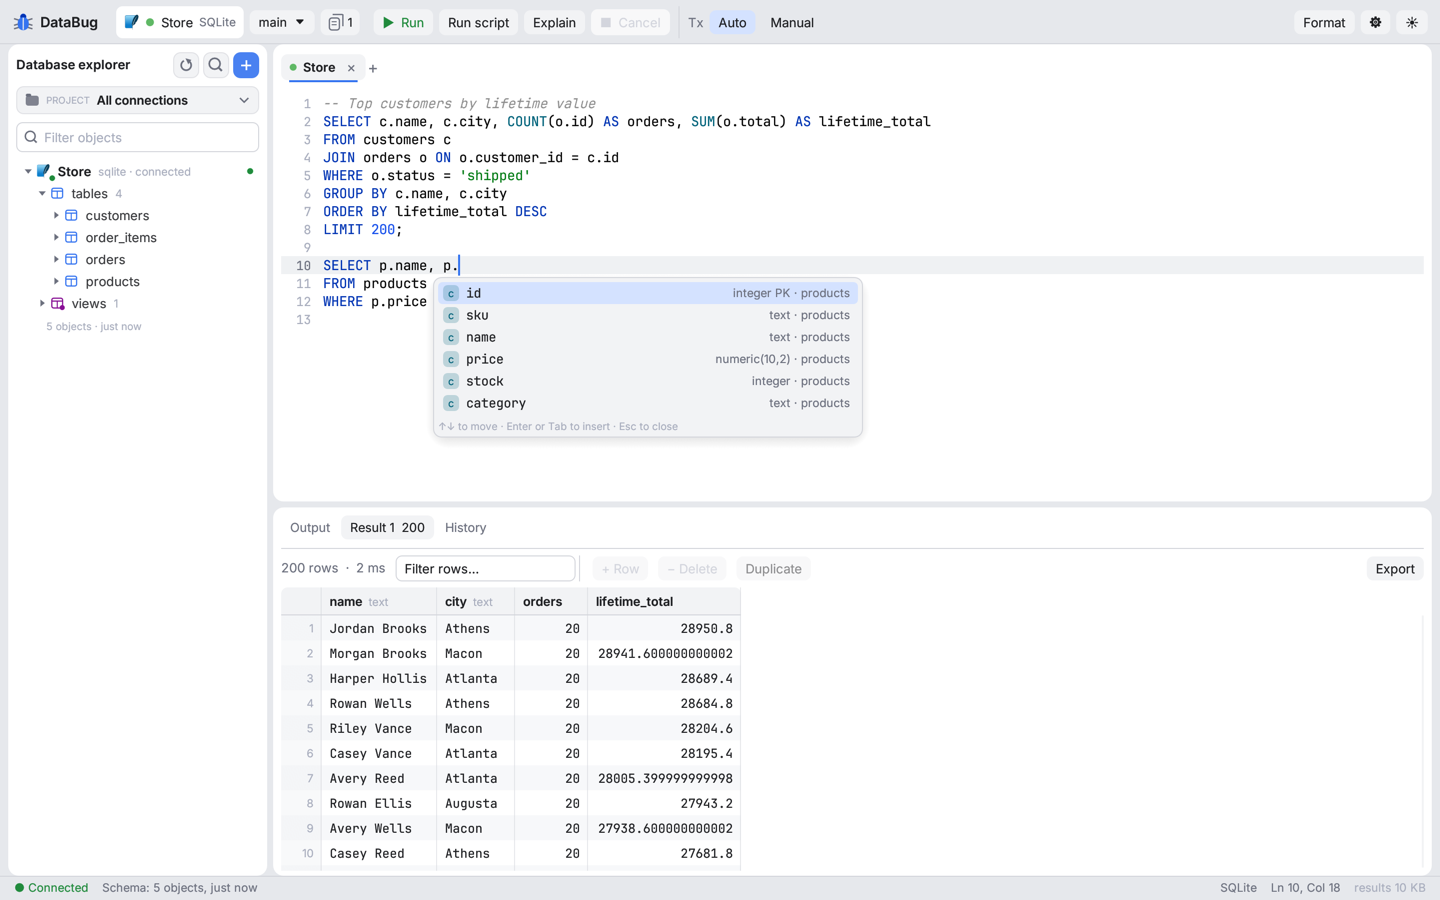 DataBug
Store SQLite
main
1
Run
Run script
Explain
Cancel
Tx
Auto
Manual
Format
Database explorer
PROJECT All connections
Filter objects
Store sqlite · connected
tables 4
customers
order_items
orders
products
views 1
5 objects · just now
Store × +
1 -- Top customers by lifetime value
2 SELECT c.name, c.city, COUNT(o.id) AS orders, SUM(o.total) AS lifetime_total
3 FROM customers c
4 JOIN orders o ON o.customer_id = c.id
5 WHERE o.status = 'shipped'
6 GROUP BY c.name, c.city
7 ORDER BY lifetime_total DESC
8 LIMIT 200;
9
10 SELECT p.name, p.
11 FROM products
12 WHERE p.price
13
c id integer PK · products
c sku text · products
c name text · products
c price numeric(10,2) · products
c stock integer · products
c category text · products
↑↓ to move · Enter or Tab to insert · Esc to close
Output
Result 1 200
History
200 rows · 2 ms
Filter rows...
+ Row
− Delete
Duplicate
Export
name text city text orders lifetime_total
1 Jordan Brooks Athens 20 28950.8
2 Morgan Brooks Macon 20 28941.600000000002
3 Harper Hollis Atlanta 20 28689.4
4 Rowan Wells Athens 20 28684.8
5 Riley Vance Macon 20 28204.6
6 Casey Vance Atlanta 20 28195.4
7 Avery Reed Atlanta 20 28005.399999999998
8 Rowan Ellis Augusta 20 27943.2
9 Avery Wells Macon 20 27938.600000000002
10 Casey Reed Athens 20 27681.8
Connected
Schema: 5 objects, just now
SQLite
Ln 10, Col 18
results 10 KB